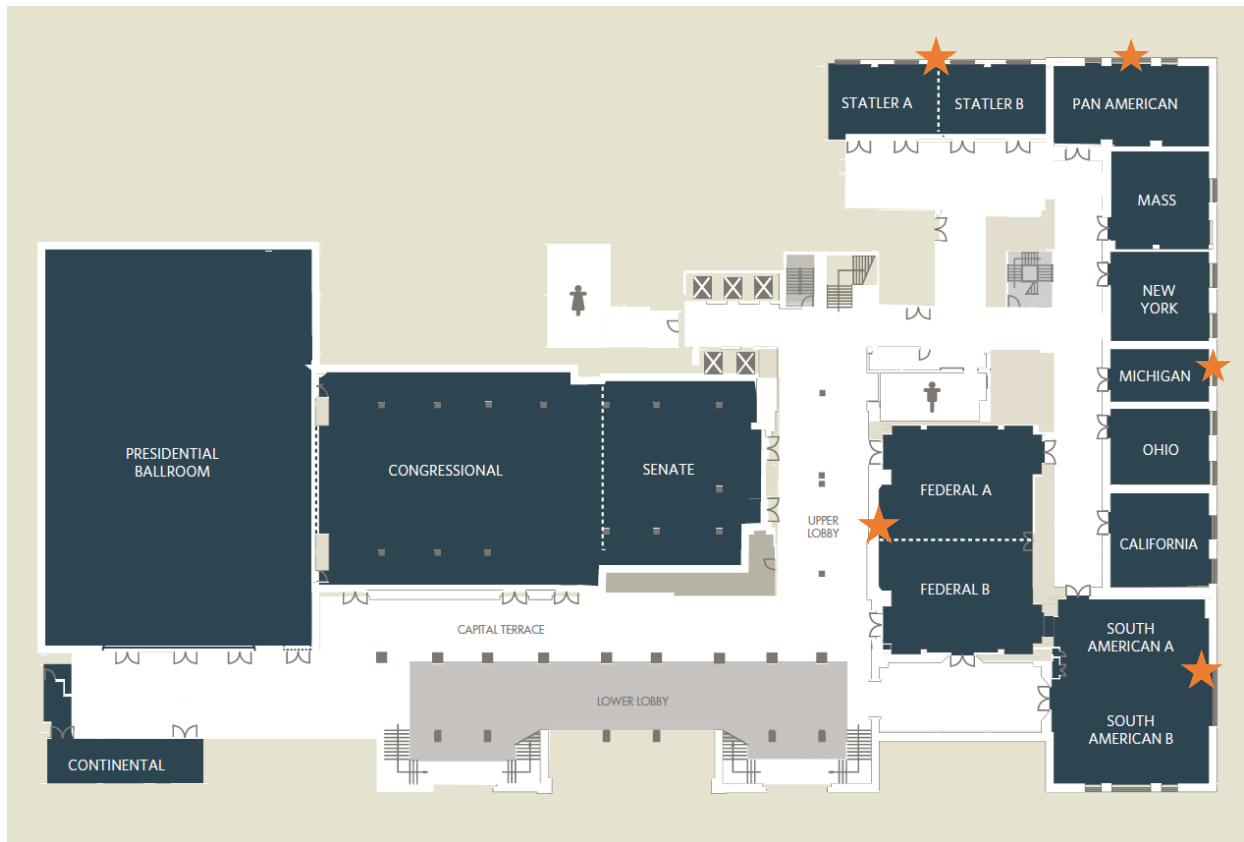 STATLER A
STATLER B
PAN AMERICAN
MASS
NEW
YORK
MICHIGAN
OHIO
CALIFORNIA
PRESIDENTIAL
BALLROOM
CONGRESSIONAL
SENATE
UPPER
LOBBY
FEDERAL A
FEDERAL B
CAPITAL TERRACE
SOUTH
AMERICAN A
SOUTH
AMERICAN B
LOWER LOBBY
CONTINENTAL